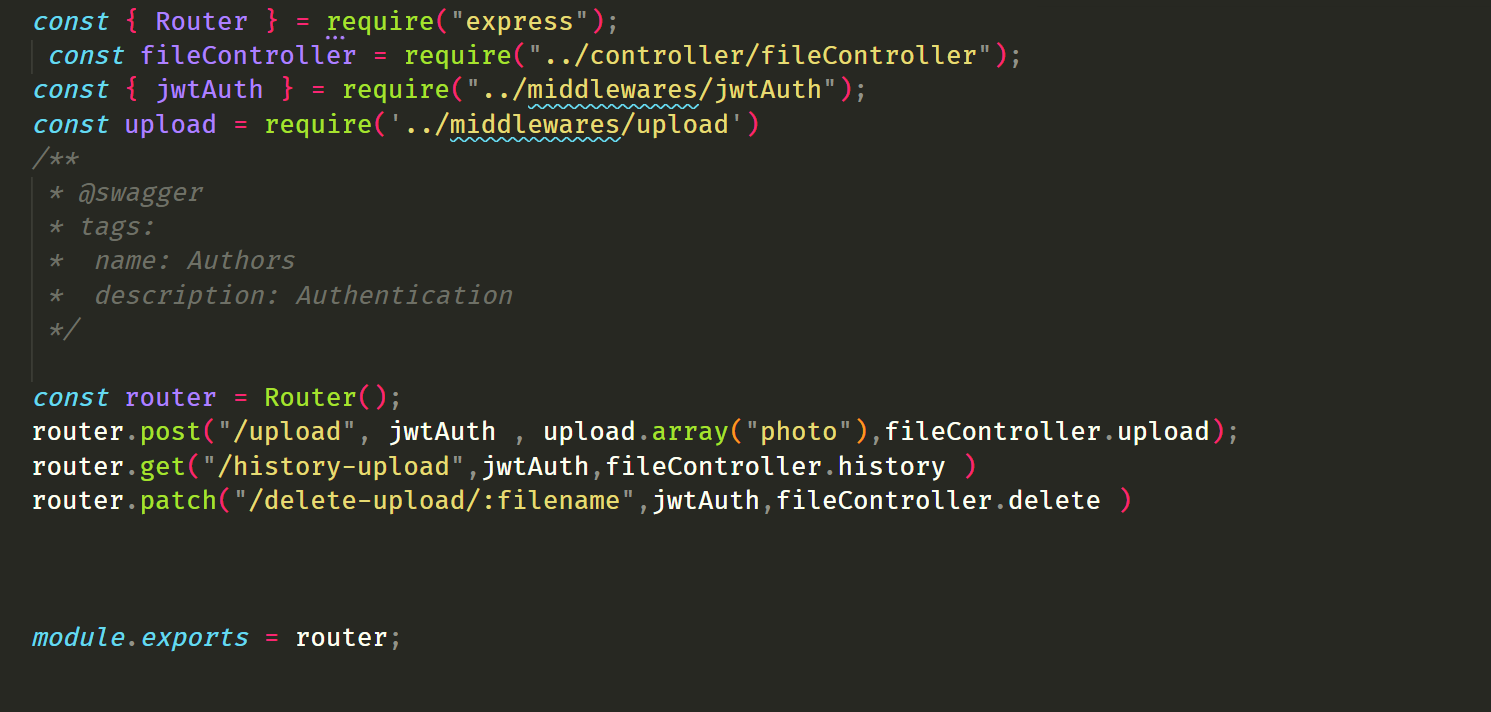 const { Router } = require("express");
const fileController = require("../controller/fileController");
const { jwtAuth } = require("../middlewares/jwtAuth");
const upload = require('../middlewares/upload')
/**
* @swagger
* tags:
*  name: Authors
*  description: Authentication
*/
const router = Router();
router.post("/upload", jwtAuth , upload.array("photo"),fileController.upload);
router.get("/history-upload",jwtAuth,fileController.history )
router.patch("/delete-upload/:filename",jwtAuth,fileController.delete )
module.exports = router;